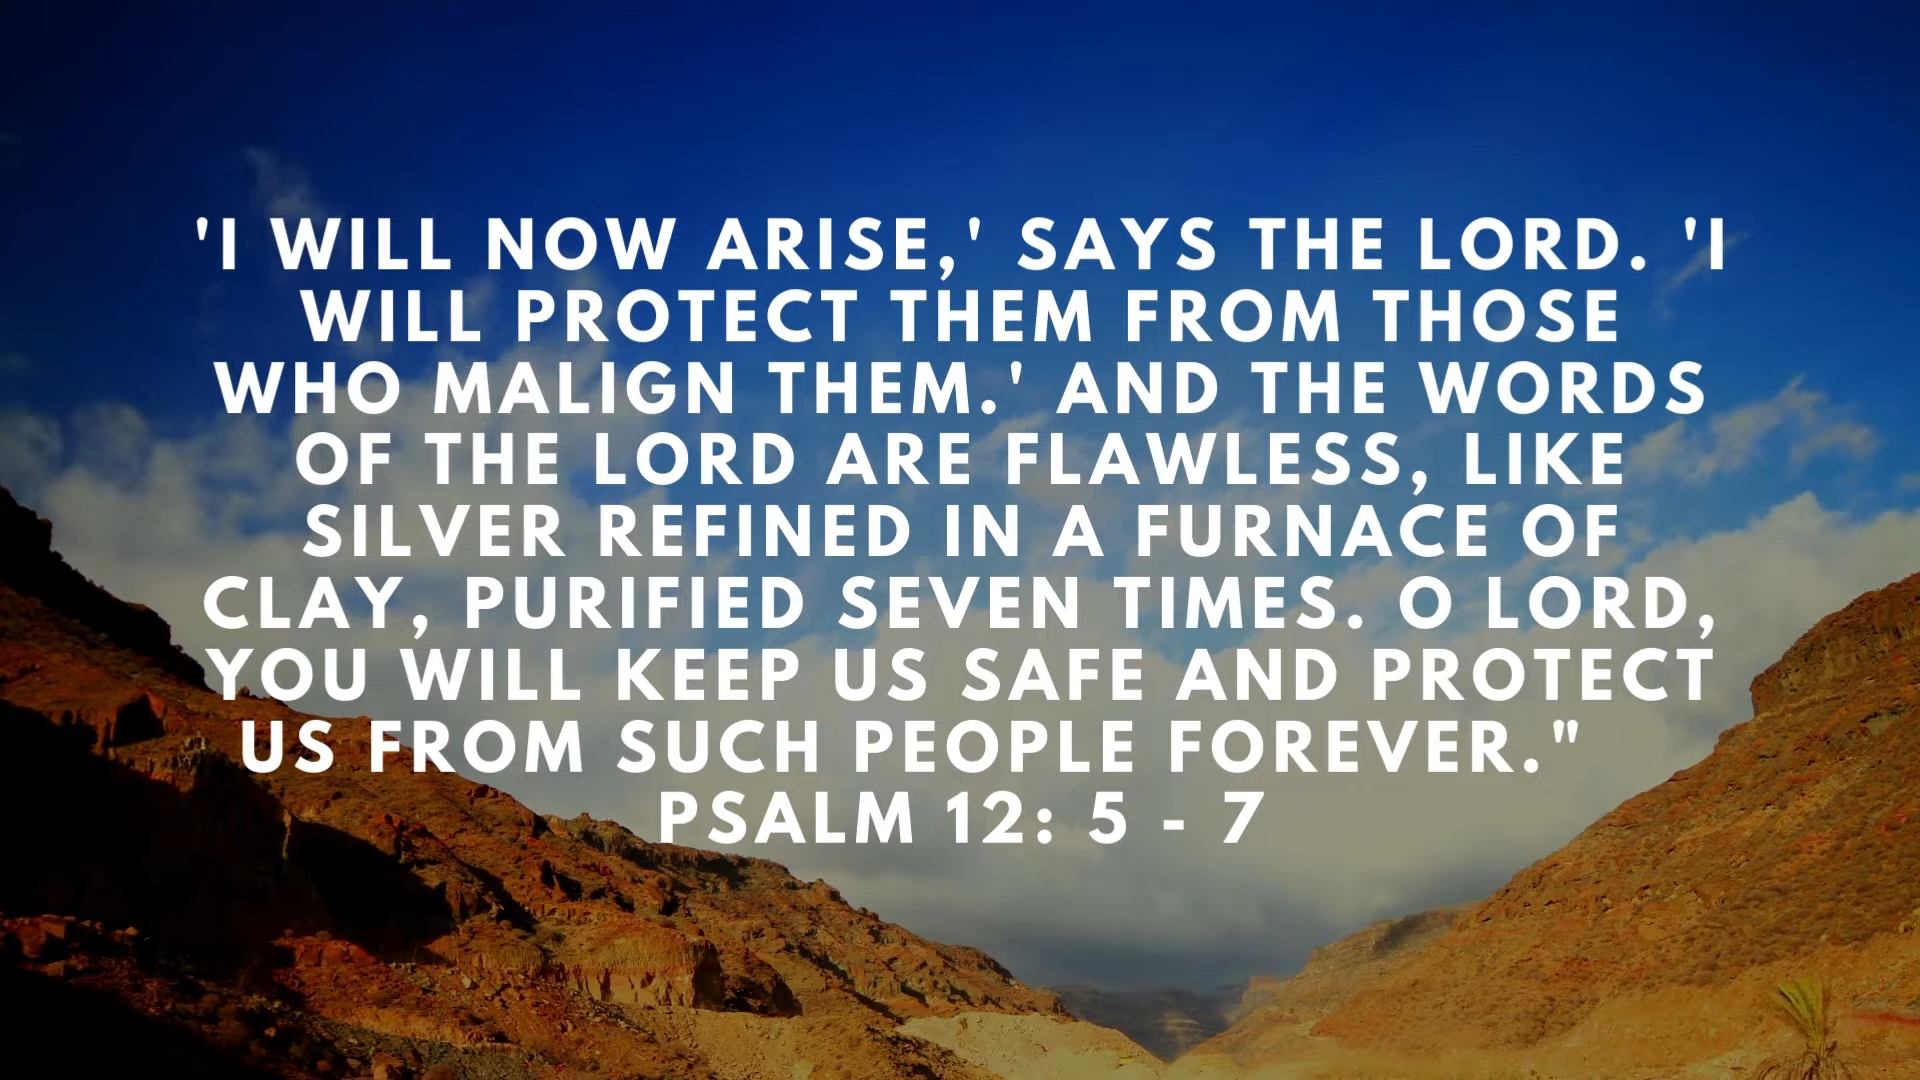 'I WILL NOW ARISE,' SAYS THE LORD. 'I
WILL PROTECT THEM FROM THOSE
WHO MALIGN THEM.' AND THE WORDS
OF THE LORD ARE FLAWLESS, LIKE
SILVER REFINED IN A FURNACE OF
CLAY, PURIFIED SEVEN TIMES. O LORD,
YOU WILL KEEP US SAFE AND PROTECT
US FROM SUCH PEOPLE FOREVER."
PSALM 12: 5 - 7